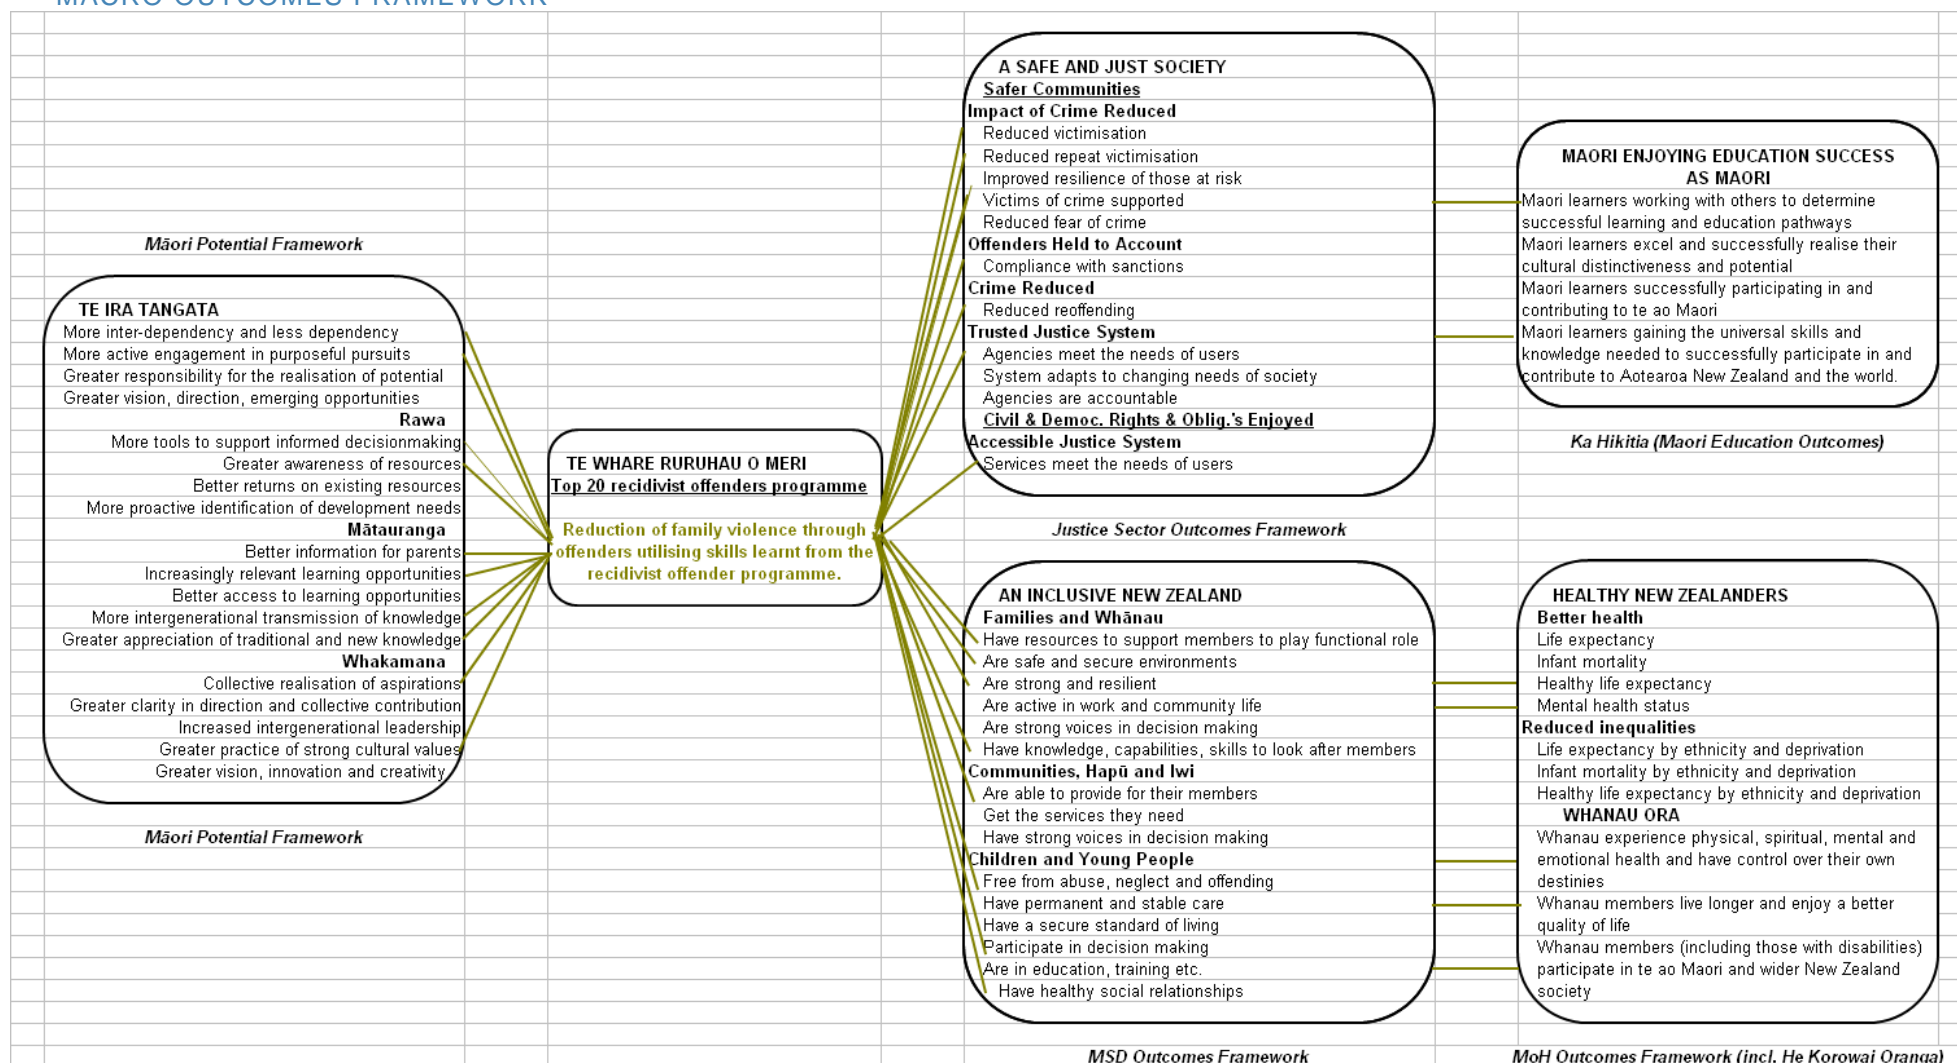 MACRO OUTCOMES FRAMEWORK
Māori Potential Framework
TE IRA TANGATA
More inter-dependency and less dependency
More active engagement in purposeful pursuits
Greater responsibility for the realisation of potential
Greater vision, direction, emerging opportunities
Rawa
More tools to support informed decisionmaking
Greater awareness of resources
Better returns on existing resources
More proactive identification of development needs
Mātauranga
Better information for parents
Increasingly relevant learning opportunities
Better access to learning opportunities
More intergenerational transmission of knowledge
Greater appreciation of traditional and new knowledge
Whakamana
Collective realisation of aspirations
Greater clarity in direction and collective contribution
Increased intergenerational leadership
Greater practice of strong cultural values
Greater vision, innovation and creativity
Māori Potential Framework
TE WHARE RURUHAU O MERI
Top 20 recidivist offenders programme
Reduction of family violence through
offenders utilising skills learnt from the
recidivist offender programme.
A SAFE AND JUST SOCIETY
Safer Communities
Impact of Crime Reduced
Reduced victimisation
Reduced repeat victimisation
Improved resilience of those at risk
Victims of crime supported
Reduced fear of crime
Offenders Held to Account
Compliance with sanctions
Crime Reduced
Reduced reoffending
Trusted Justice System
Agencies meet the needs of users
System adapts to changing needs of society
Agencies are accountable
Civil & Democ. Rights & Oblig.'s Enjoyed
Accessible Justice System
Services meet the needs of users
Justice Sector Outcomes Framework
MAORI ENJOYING EDUCATION SUCCESS
AS MAORI
Maori learners working with others to determine
successful learning and education pathways
Maori learners excel and successfully realise their
cultural distinctiveness and potential
Maori learners successfully participating in and
contributing to te ao Maori
Maori learners gaining the universal skills and
knowledge needed to successfully participate in and
contribute to Aotearoa New Zealand and the world.
Ka Hikitia (Maori Education Outcomes)
AN INCLUSIVE NEW ZEALAND
Families and Whānau
Have resources to support members to play functional role
Are safe and secure environments
Are strong and resilient
Are active in work and community life
Are strong voices in decision making
Have knowledge, capabilities, skills to look after members
Communities, Hapū and Iwi
Are able to provide for their members
Get the services they need
Have strong voices in decision making
Children and Young People
Free from abuse, neglect and offending
Have permanent and stable care
Have a secure standard of living
Participate in decision making
Are in education, training etc.
Have healthy social relationships
MSD Outcomes Framework
HEALTHY NEW ZEALANDERS
Better health
Life expectancy
Infant mortality
Healthy life expectancy
Mental health status
Reduced inequalities
Life expectancy by ethnicity and deprivation
Infant mortality by ethnicity and deprivation
Healthy life expectancy by ethnicity and deprivation
WHANAU ORA
Whanau experience physical, spiritual, mental and
emotional health and have control over their own
destinies
Whanau members live longer and enjoy a better
quality of life
Whanau members (including those with disabilities)
participate in te ao Maori and wider New Zealand
society
MoH Outcomes Framework (incl. He Korowai Oranga)